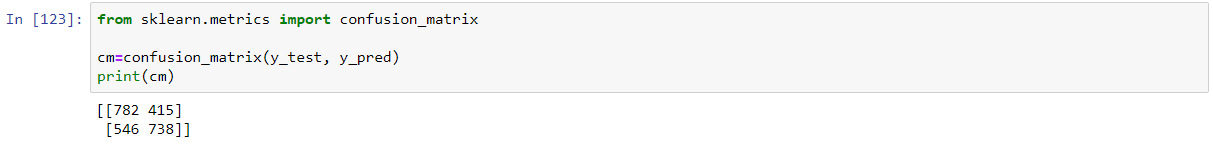 In [123]: from sklearn.metrics import confusion_matrix
cm=confusion_matrix(y_test, y_pred)
print(cm)
[[782 415]
 [546 738]]